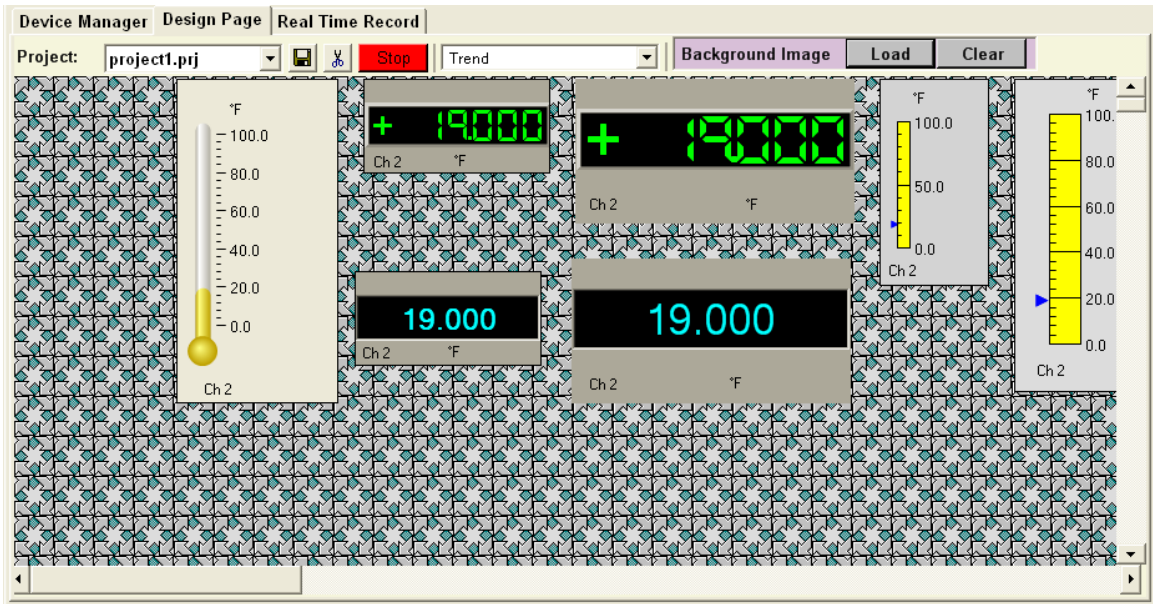 Device Manager Design Page Real Time Record
Project: project1.prj Stop Trend Background Image Load Clear
°F
100.0
80.0
60.0
40.0
20.0
0.0
Ch 2
+ 19.000
Ch 2 °F
+ 19.000
Ch 2 °F
19.000
Ch 2 °F
19.000
Ch 2 °F
°F
100.0
50.0
0.0
Ch 2
°F
100.
80.0
60.0
40.0
20.0
0.0
Ch 2